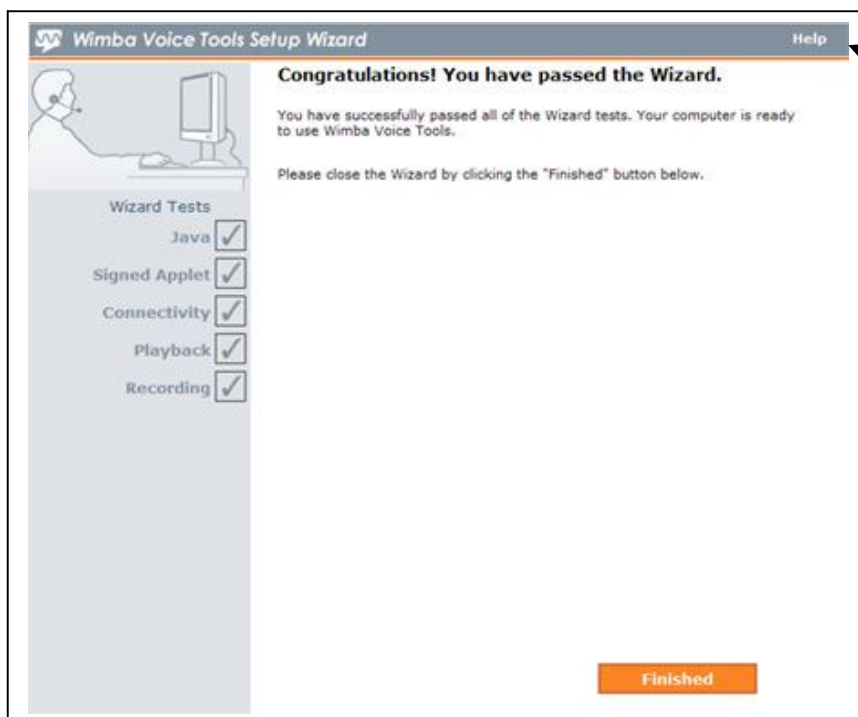 Wimba Voice Tools Setup Wizard
Help
Congratulations! You have passed the Wizard.
You have successfully passed all of the Wizard tests. Your computer is ready
to use Wimba Voice Tools.
Please close the Wizard by clicking the "Finished" button below.
Wizard Tests
Java
Signed Applet
Connectivity
Playback
Recording
Finished